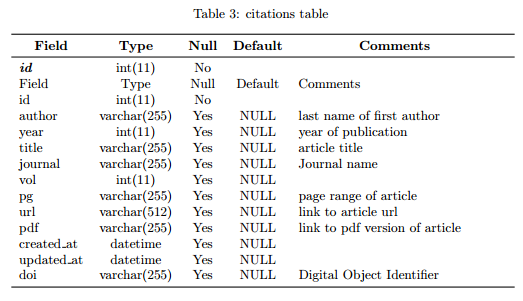 Table 3: citations table
Field Type Null Default Comments
id int(11) No
Field Type Null Default Comments
id int(11) No
author varchar(255) Yes NULL last name of first author
year int(11) Yes NULL year of publication
title varchar(255) Yes NULL article title
journal varchar(255) Yes NULL Journal name
vol int(11) Yes NULL
pg varchar(255) Yes NULL page range of article
url varchar(512) Yes NULL link to article url
pdf varchar(255) Yes NULL link to pdf version of article
created_at datetime Yes NULL
updated_at datetime Yes NULL
doi varchar(255) Yes NULL Digital Object Identifier